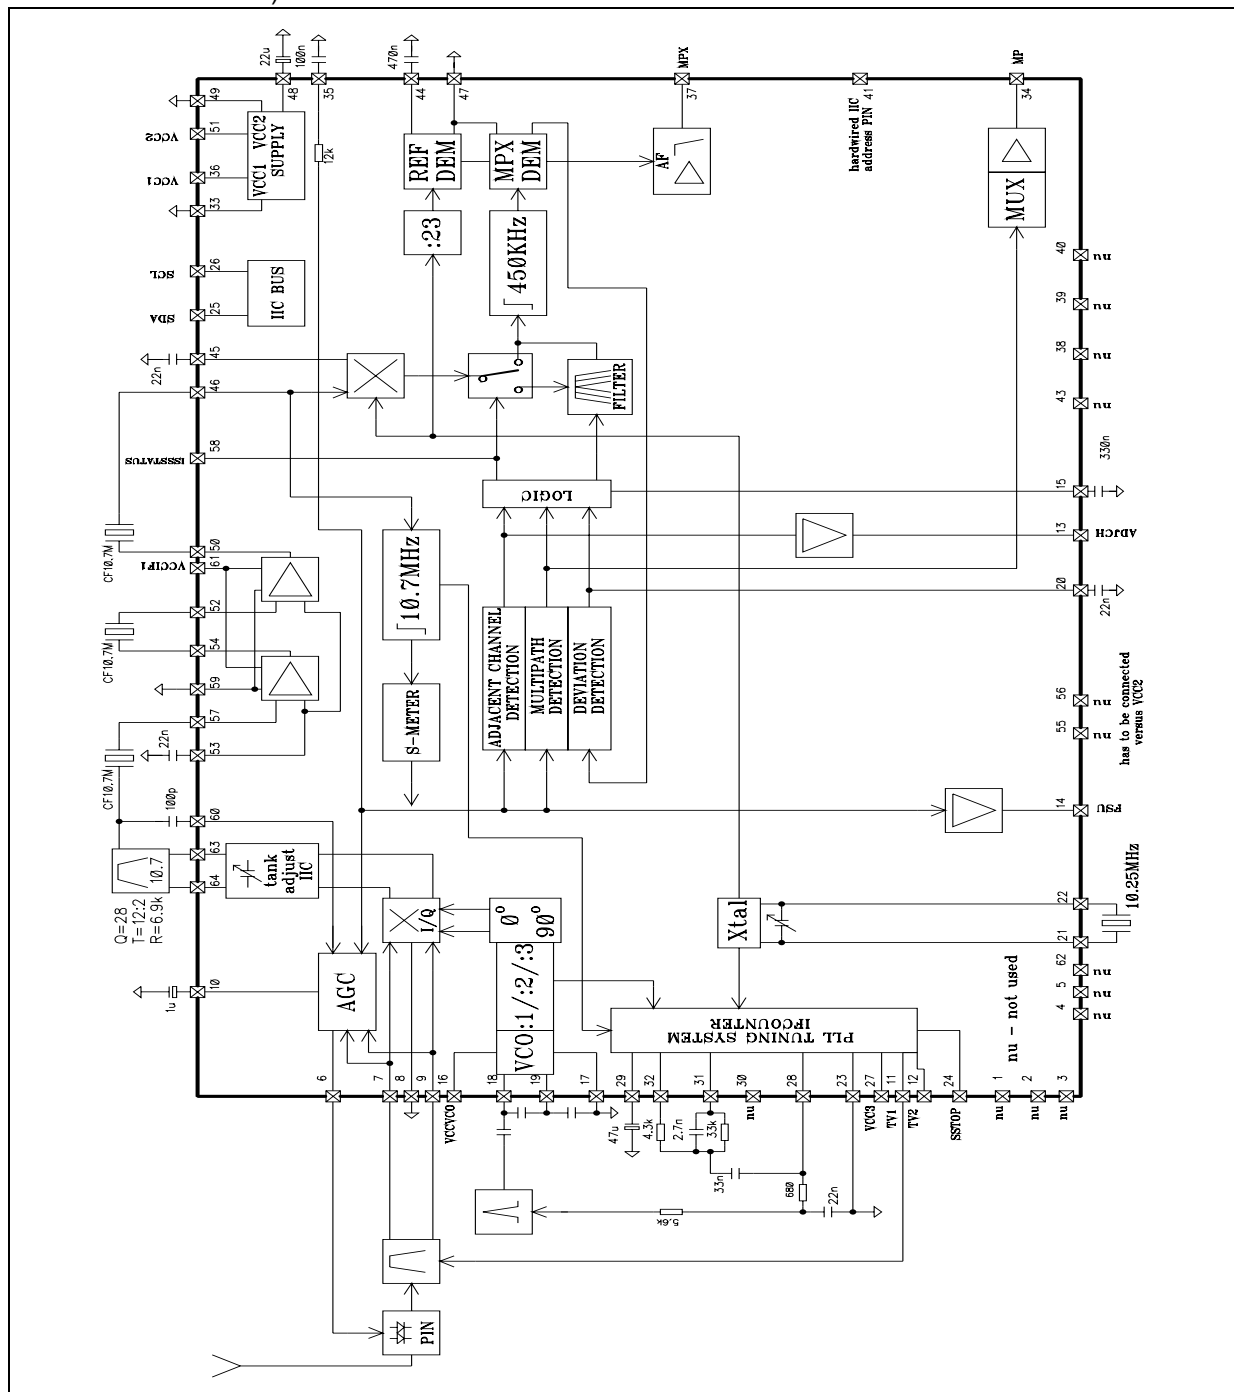 22u
100n
470n
MPX
MP
49
48
35
44
47
37
41
34
VCC2
51
VCC1
36
33
VCC1 VCC2
SUPPLY
12k
REF
DEM
MPX
DEM
AF
hardwired IIC
address PIN
MUX
:23
450KHz
SCL
26
SDA
25
IIC BUS
40
nu
39
nu
38
nu
43
nu
22n
45
46
FILTER
ISSSTATUS
58
LOGIC
330n
15
13
ADJCH
20
22n
CF10.7M
50
VCCIF1
61
52
CF10.7M
54
59
57
22n
53
CF10.7M
10.7MHz
S-METER
ADJACENT CHANNEL
DETECTION
MULTIPATH
DETECTION
DEVIATION
DETECTION
56
nu
55
nu
has to be connected
versus VCC2
100p
60
14
FSU
10.7
63
64
tank
adjust
IIC
Q=28
T=12:2
R=6.9k
I/Q
0°
90°
Xtal
22
21
10.25MHz
1u
10
AGC
VCO:1/:2/:3
PLL TUNING SYSTEM
IFCOUNTER
62
nu
5
nu
4
nu
nu - not used
6
7
8
9
16
18
19
17
29
32
31
30
28
23
27
11
12
24
1
2
3
VCCVCO
nu
VCC3
TV1
TV2
SSTOP
nu
nu
nu
47u
4.3k
2.7n
33k
33n
680
22n
5.6k
PIN